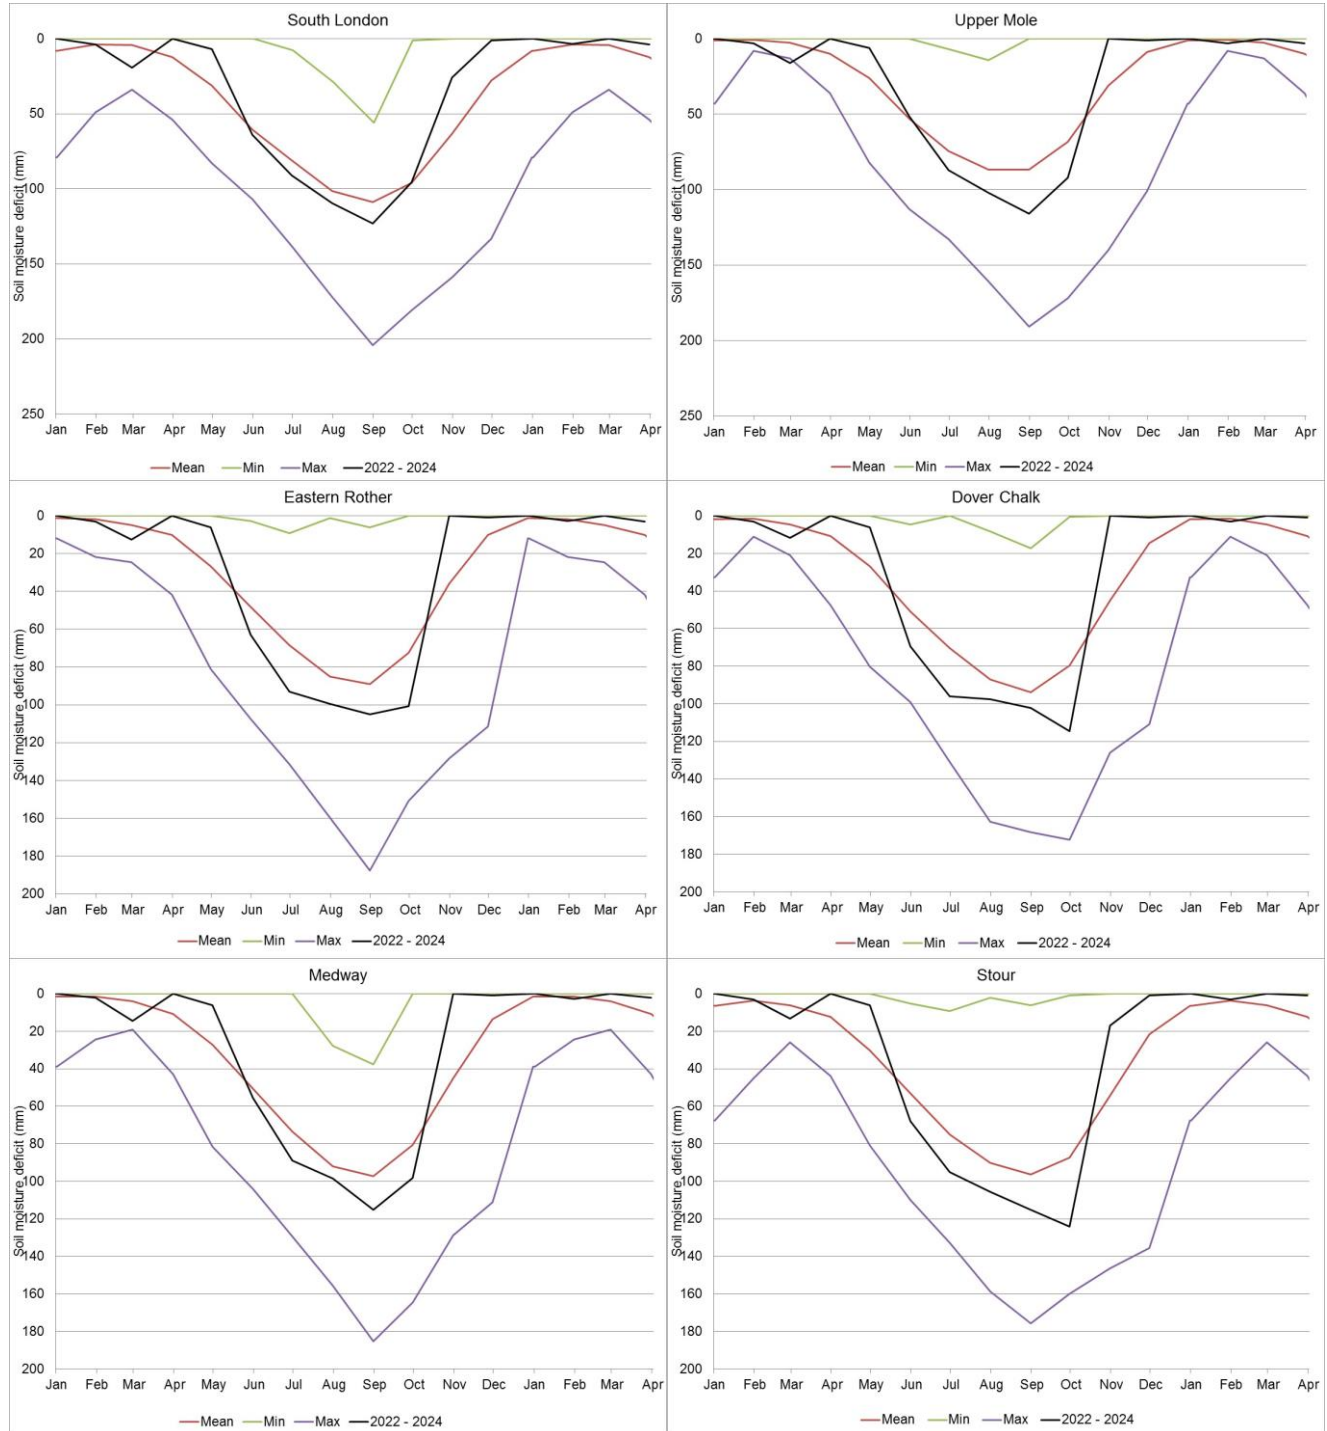 South London
Soil moisture deficit (mm)
0
50
100
150
200
250
Jan Feb Mar Apr May Jun Jul Aug Sep Oct Nov Dec Jan Feb Mar Apr
Mean Min Max 2022 - 2024
Upper Mole
Soil moisture deficit (mm)
0
50
100
150
200
250
Jan Feb Mar Apr May Jun Jul Aug Sep Oct Nov Dec Jan Feb Mar Apr
Mean Min Max 2022 - 2024
Eastern Rother
Soil moisture deficit (mm)
0
20
40
60
80
100
120
140
160
180
200
Jan Feb Mar Apr May Jun Jul Aug Sep Oct Nov Dec Jan Feb Mar Apr
Mean Min Max 2022 - 2024
Dover Chalk
Soil moisture deficit (mm)
0
20
40
60
80
100
120
140
160
180
200
Jan Feb Mar Apr May Jun Jul Aug Sep Oct Nov Dec Jan Feb Mar Apr
Mean Min Max 2022 - 2024
Medway
Soil moisture deficit (mm)
0
20
40
60
80
100
120
140
160
180
200
Jan Feb Mar Apr May Jun Jul Aug Sep Oct Nov Dec Jan Feb Mar Apr
Mean Min Max 2022 - 2024
Stour
Soil moisture deficit (mm)
0
20
40
60
80
100
120
140
160
180
200
Jan Feb Mar Apr May Jun Jul Aug Sep Oct Nov Dec Jan Feb Mar Apr
Mean Min Max 2022 - 2024